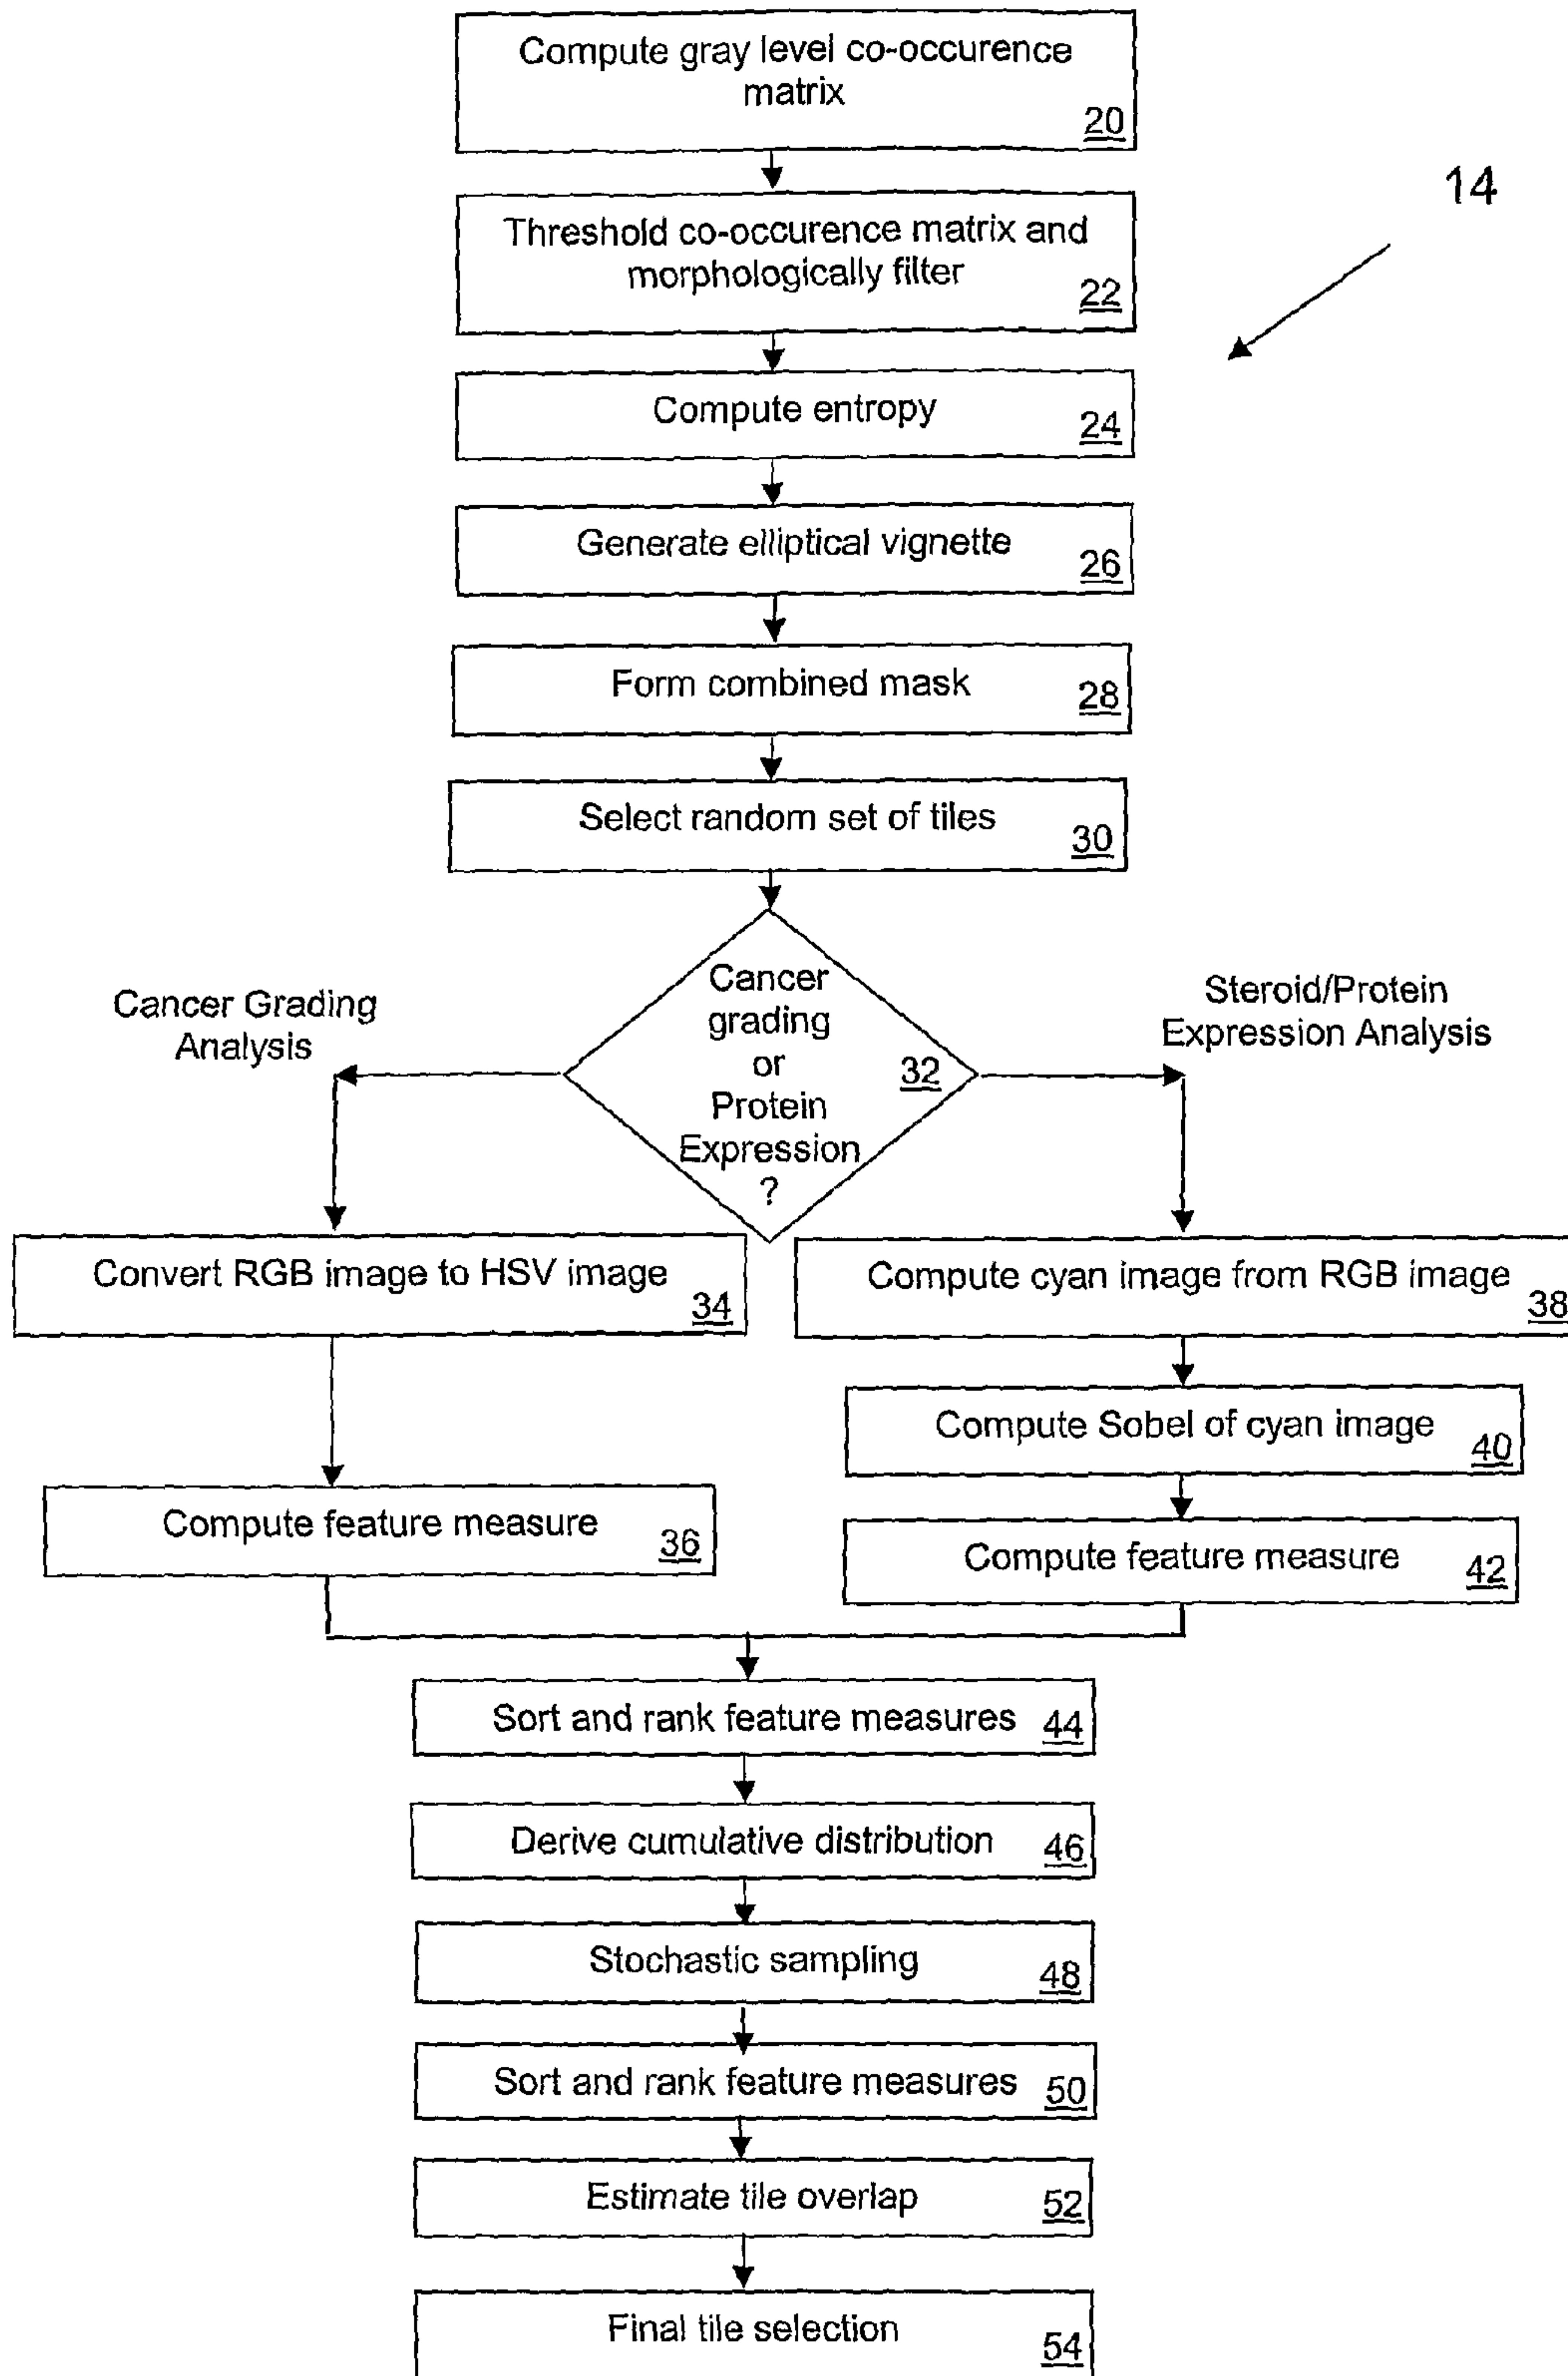 Compute gray level co-occurence
matrix
20
14
Threshold co-occurence matrix and
morphologically filter
22
Compute entropy
24
Generate elliptical vignette
26
Form combined mask
28
Select random set of tiles
30
Cancer
grading
or
Protein
Expression
?
32
Cancer Grading
Analysis
Steroid/Protein
Expression Analysis
Convert RGB image to HSV image
34
Compute cyan image from RGB image
38
Compute Sobel of cyan image
40
Compute feature measure
36
Compute feature measure
42
Sort and rank feature measures
44
Derive cumulative distribution
46
Stochastic sampling
48
Sort and rank feature measures
50
Estimate tile overlap
52
Final tile selection
54